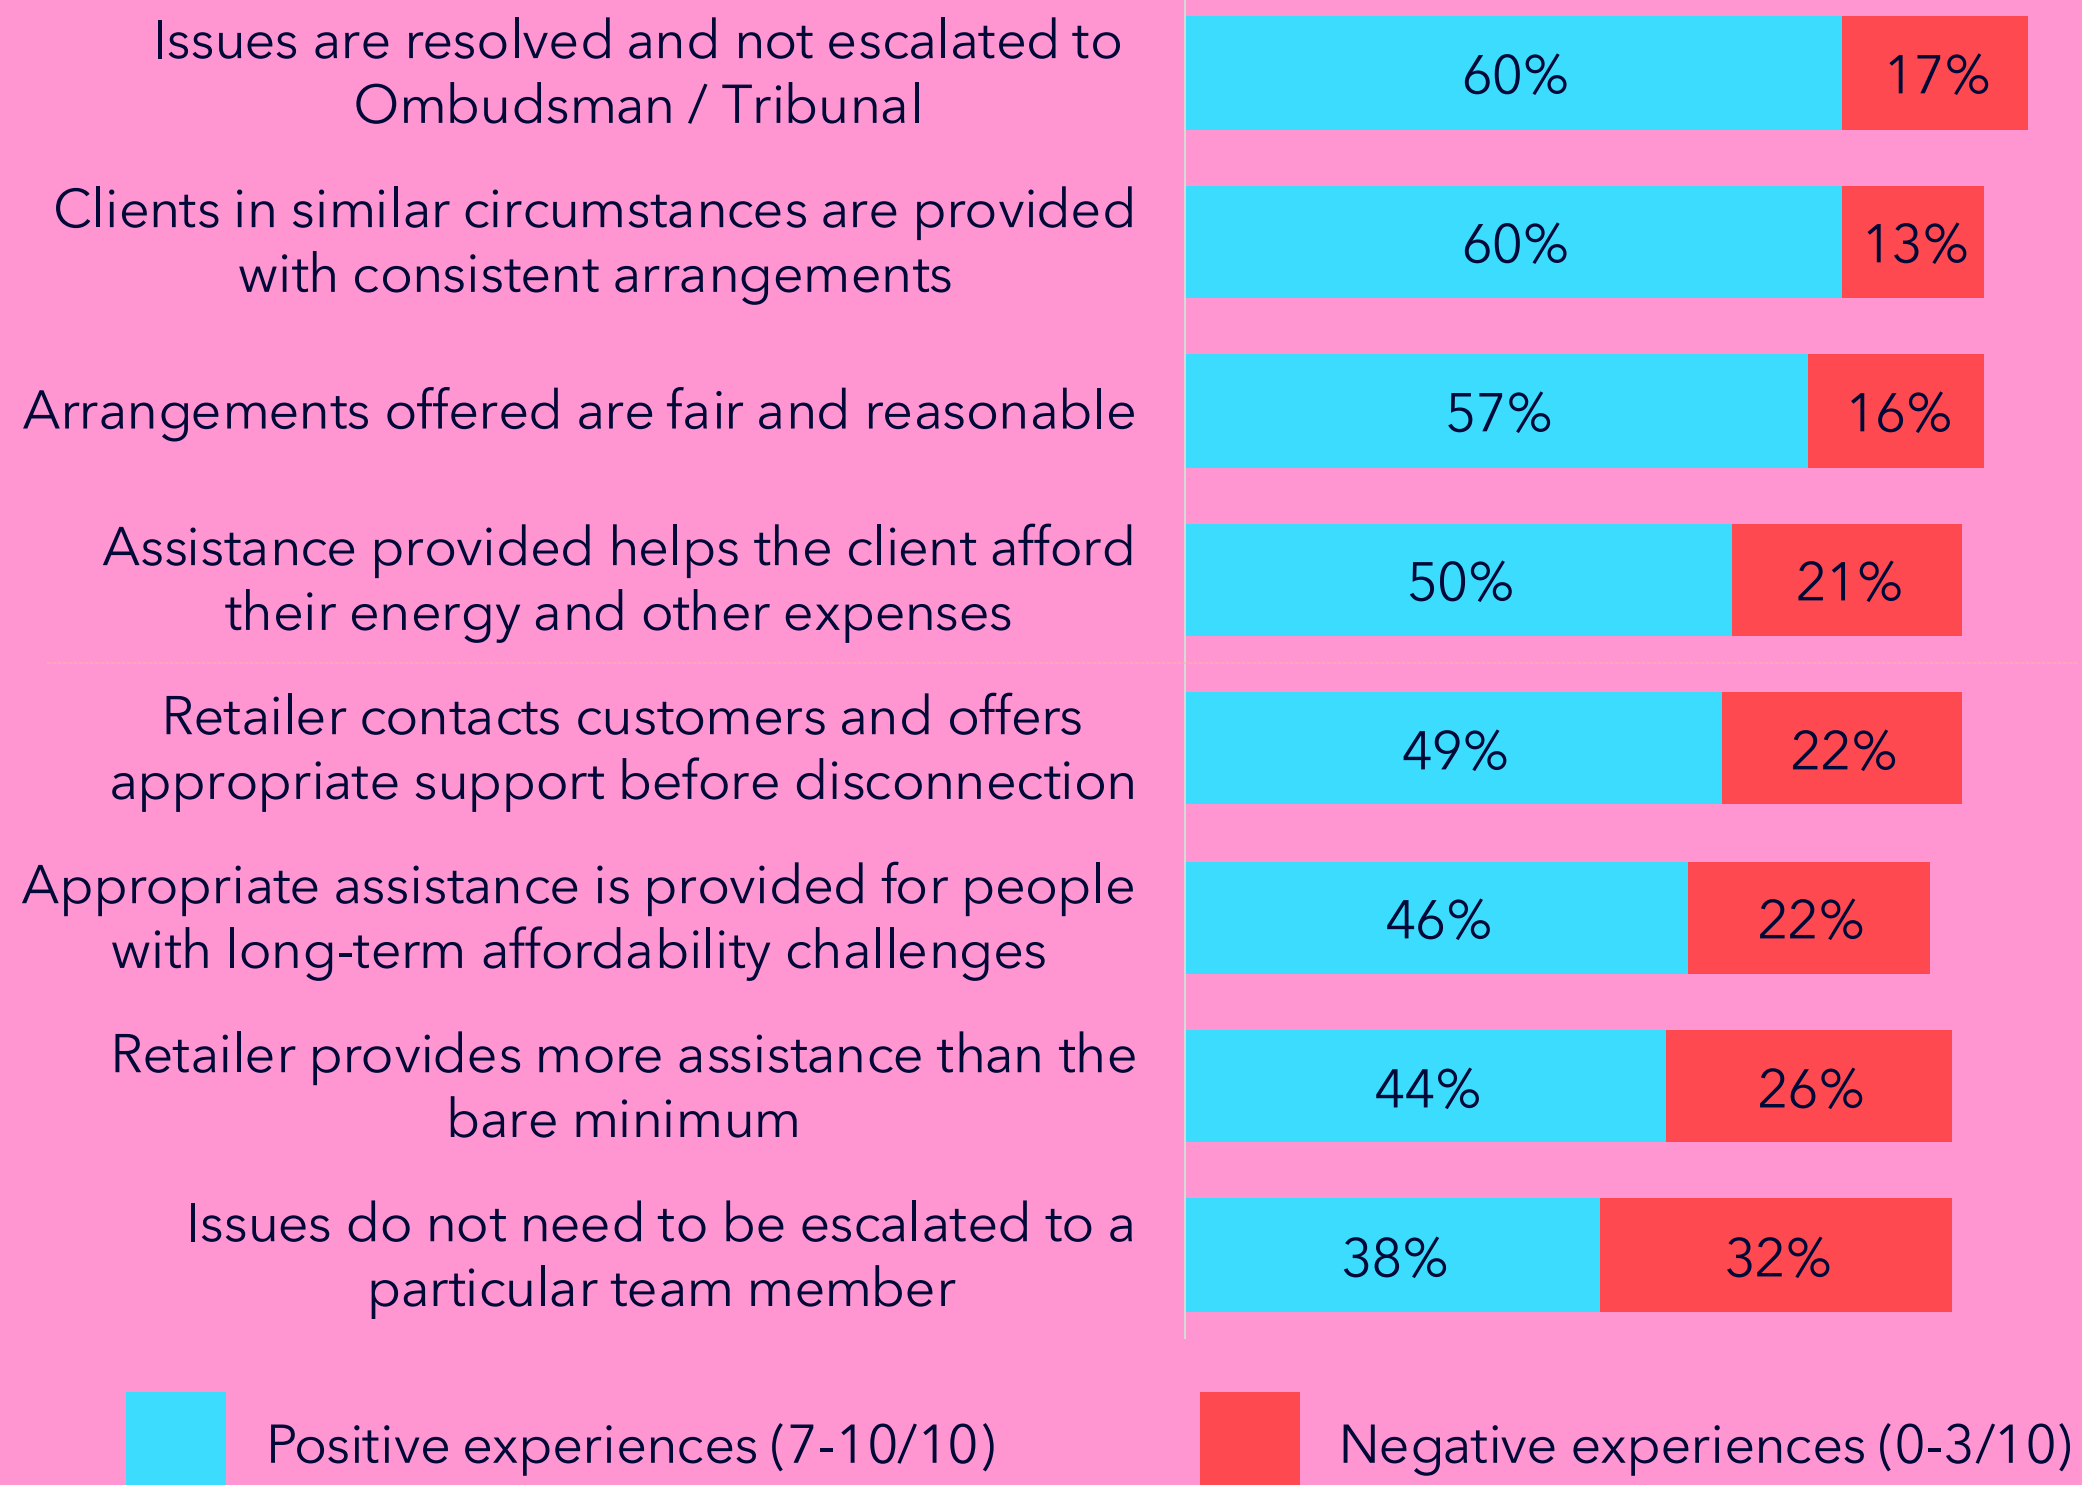 Issues are resolved and not escalated to
Ombudsman / Tribunal
60%
17%
Clients in similar circumstances are provided
with consistent arrangements
60%
13%
Arrangements offered are fair and reasonable
57%
16%
Assistance provided helps the client afford
their energy and other expenses
50%
21%
Retailer contacts customers and offers
appropriate support before disconnection
49%
22%
Appropriate assistance is provided for people
with long-term affordability challenges
46%
22%
Retailer provides more assistance than the
bare minimum
44%
26%
Issues do not need to be escalated to a
particular team member
38%
32%
Positive experiences (7-10/10)
Negative experiences (0-3/10)